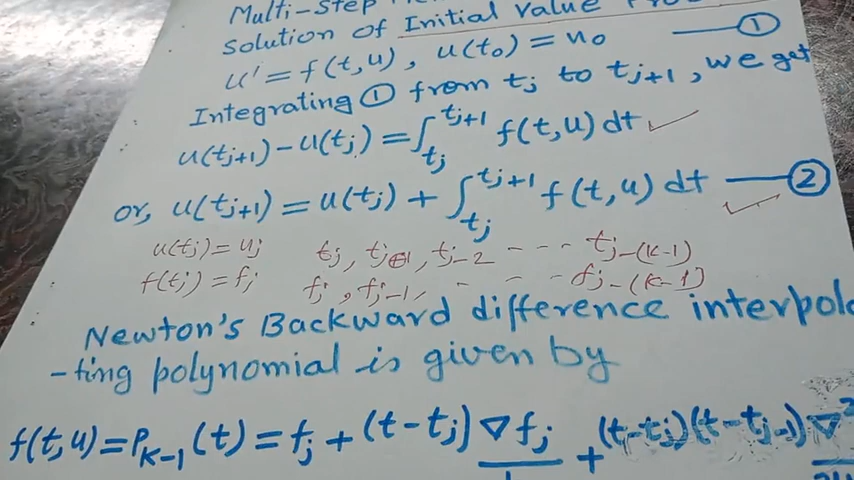 Multi-Step
Solution of Initial Value
u' = f(t,u), u(t₀) = u₀ —— ①
Integrating ① from tⱼ to tⱼ₊₁, we get
u(tⱼ₊₁) - u(tⱼ) = ∫_{tⱼ}^{tⱼ₊₁} f(t,u) dt ✓
or, u(tⱼ₊₁) = u(tⱼ) + ∫_{tⱼ}^{tⱼ₊₁} f(t,u) dt —— ② ✓
u(tⱼ) = uⱼ tⱼ, tⱼ₋₁, tⱼ₋₂ ---- tⱼ₋₍ₖ₋₁₎
f(tⱼ) = fⱼ fⱼ, fⱼ₋₁, - - - - fⱼ₋₍ₖ₋₁₎
Newton's Backward difference interpola
-ting polynomial is given by
f(t,u) = P_{K-1}(t) = fⱼ + (t-tⱼ) ∇fⱼ + (t-tⱼ)(t-tⱼ₋₁) ∇²